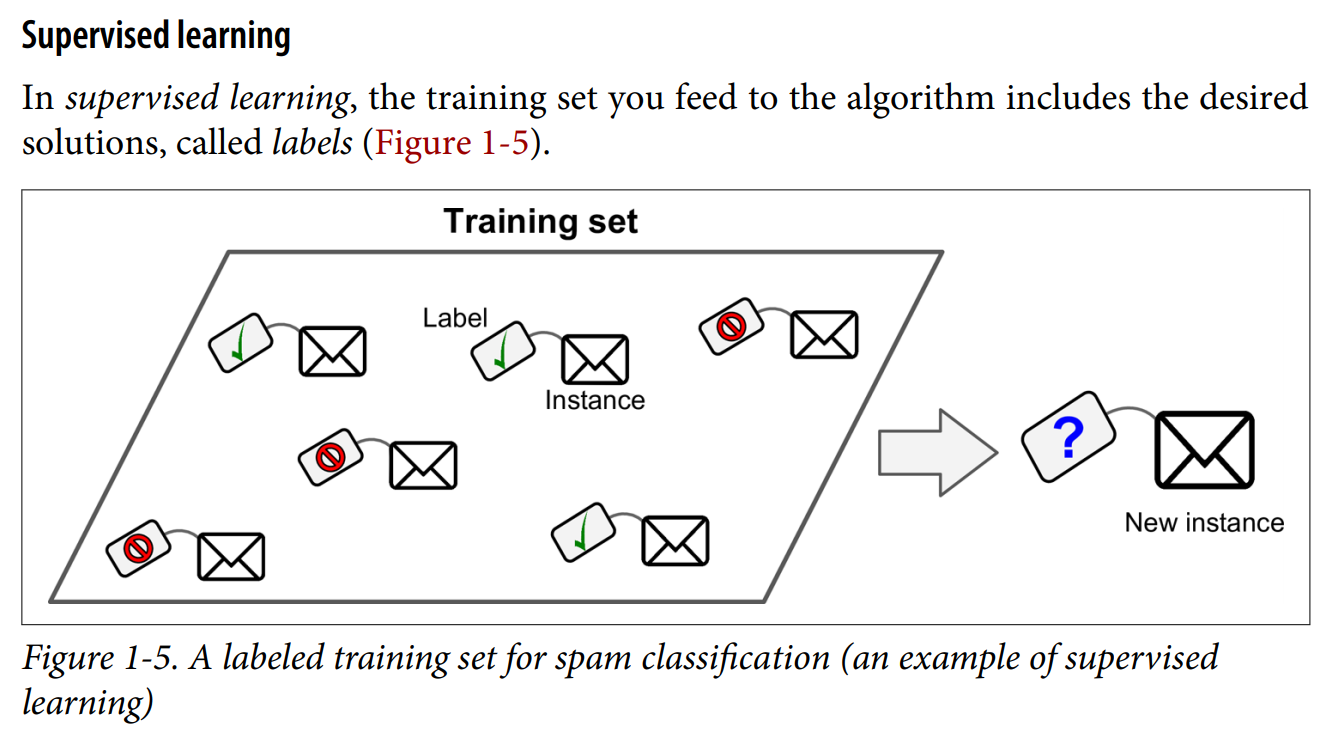 Supervised learning
In supervised learning, the training set you feed to the algorithm includes the desired
solutions, called labels (Figure 1-5).
Training set
Label
Instance
?
New instance
Figure 1-5. A labeled training set for spam classification (an example of supervised
learning)